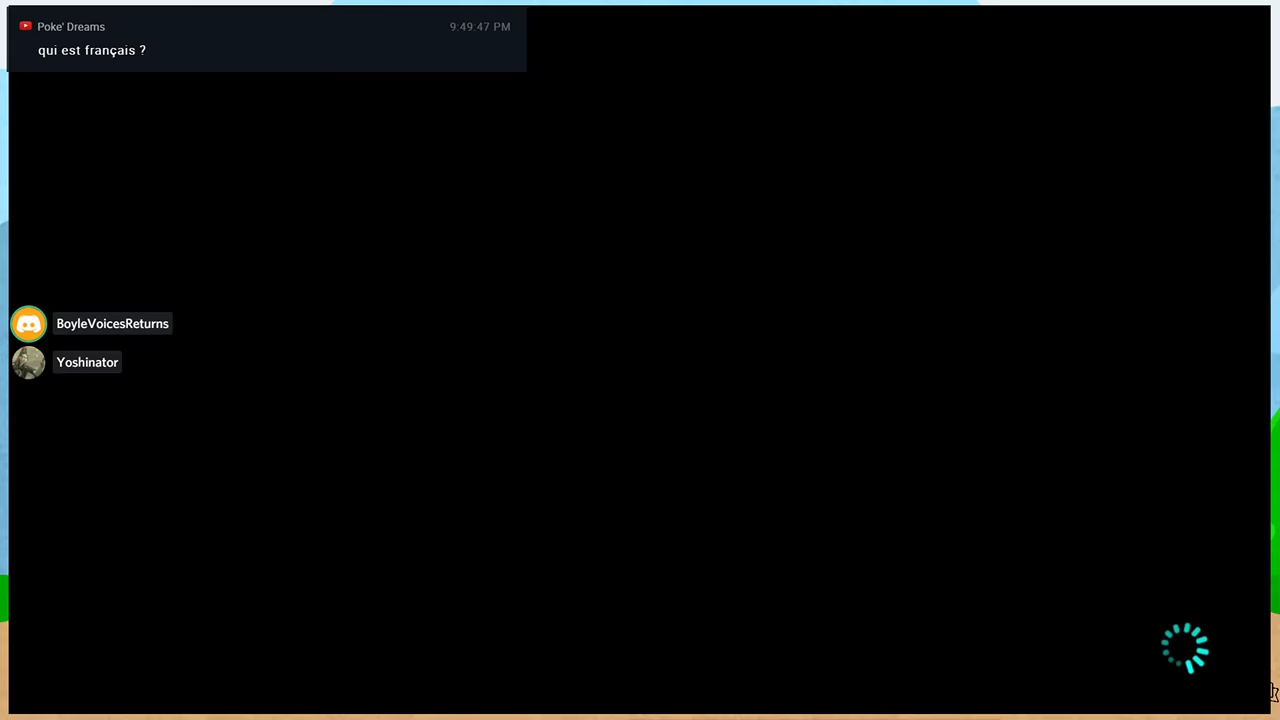 Poke' Dreams 9:49:47 PM
qui est français ?
BoyleVoicesReturns
Yoshinator